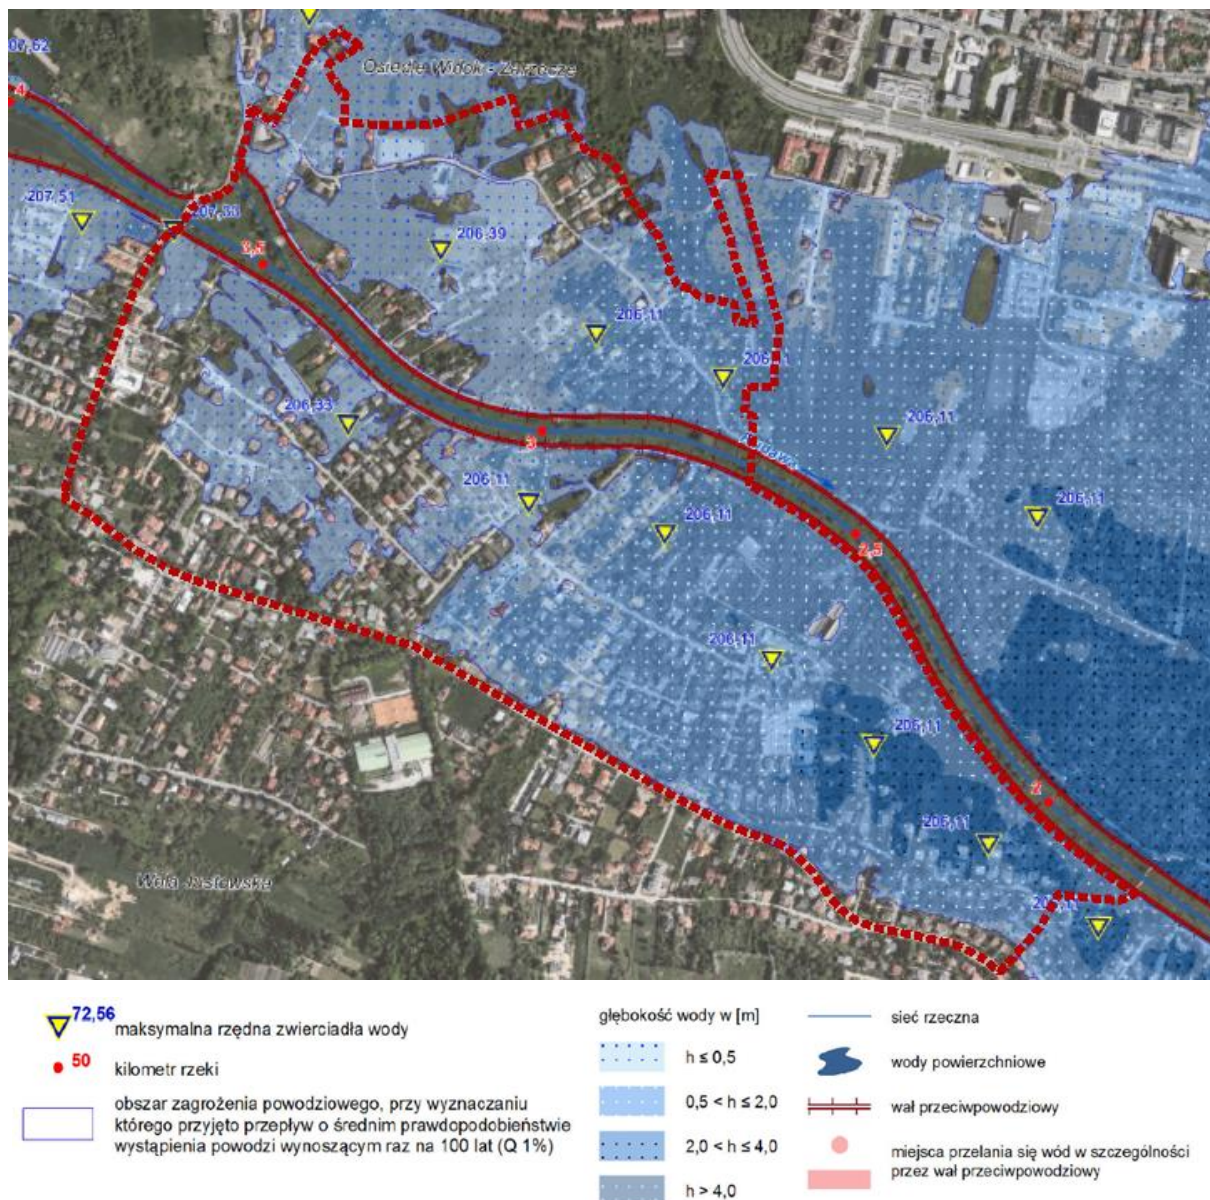 07,62
Osiedle Widok - Zarzecze
4
207,51
207,33
3,5
206,39
206,11
206,11
206,33
206,11
3
206,11
206,11
206,11
2,5
206,11
206,11
2
206,11
Wola Justowska
72,56
maksymalna rzędna zwierciadła wody
50
kilometr rzeki
obszar zagrożenia powodziowego, przy wyznaczaniu
którego przyjęto przepływ o średnim prawdopodobieństwie
wystąpienia powodzi wynoszącym raz na 100 lat (Q 1%)
głębokość wody w [m]
h ≤ 0,5
0,5 < h ≤ 2,0
2,0 < h ≤ 4,0
h > 4,0
sieć rzeczna
wody powierzchniowe
wał przeciwpowodziowy
miejsca przelania się wód w szczególności
przez wał przeciwpowodziowy